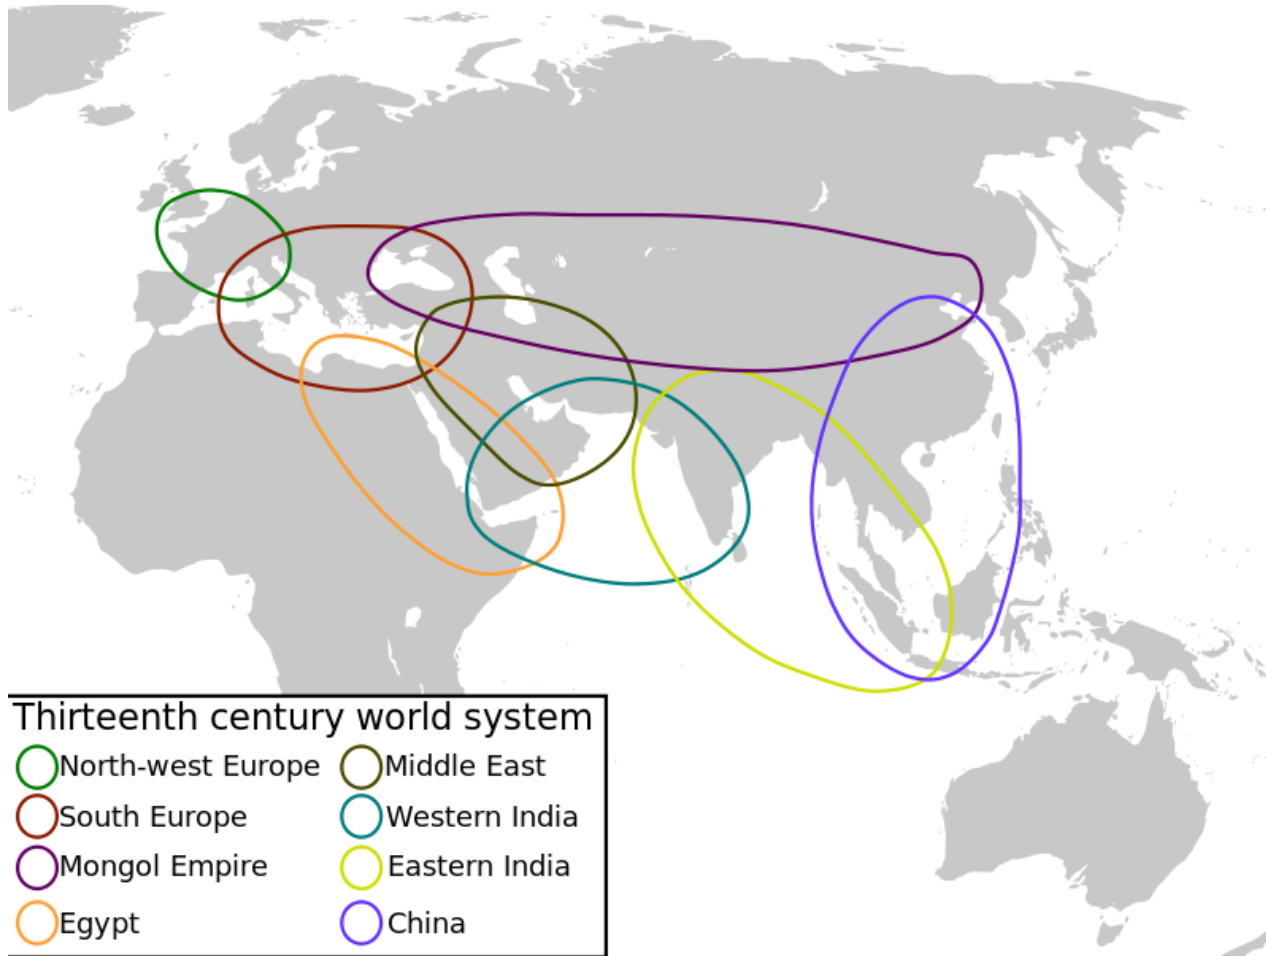 Thirteenth century world system
North-west Europe
Middle East
South Europe
Western India
Mongol Empire
Eastern India
Egypt
China